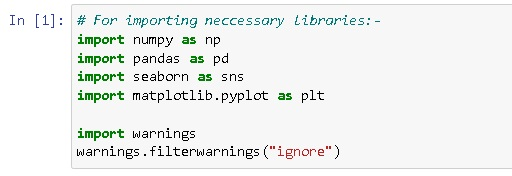 In [1]: # For importing neccessary libraries:-
import numpy as np
import pandas as pd
import seaborn as sns
import matplotlib.pyplot as plt

import warnings
warnings.filterwarnings("ignore")